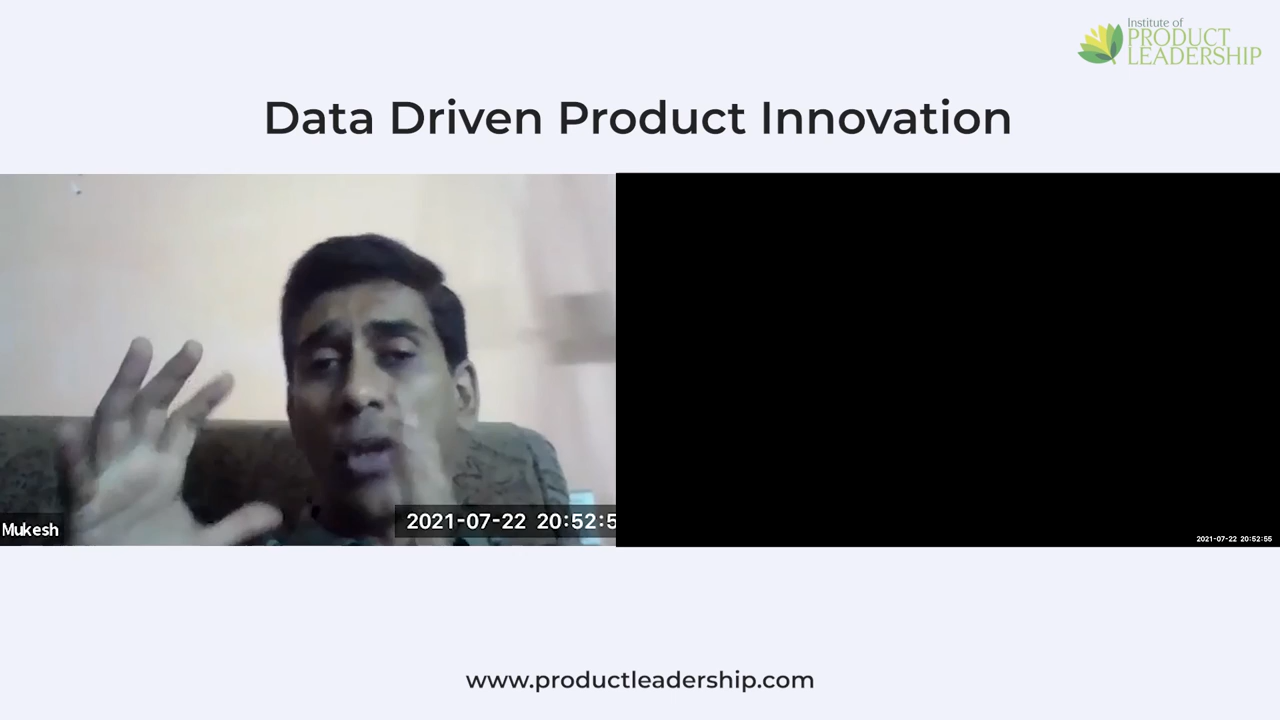 Institute of
PRODUCT
LEADERSHIP
Data Driven Product Innovation
Mukesh
2021-07-22 20:52:5
2021-07-22 20:52:55
www.productleadership.com